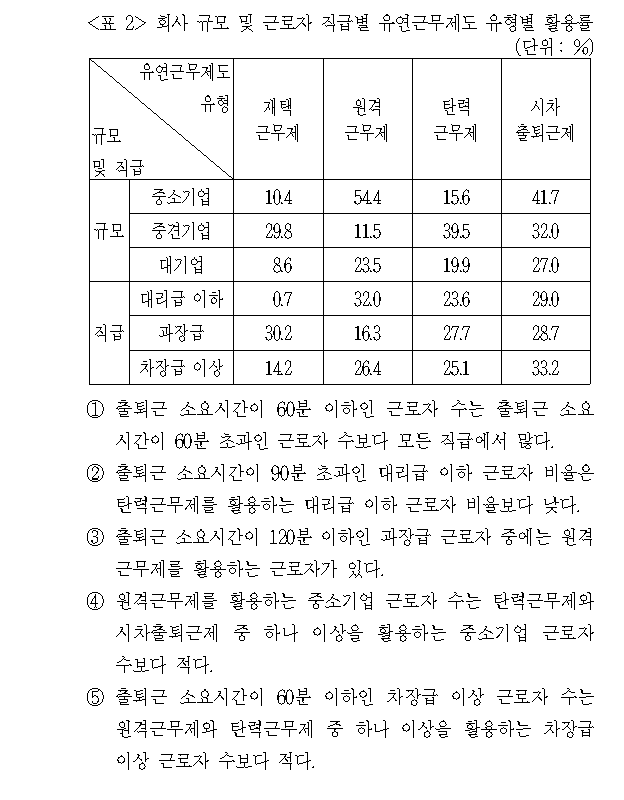 <표 2> 회사 규모 및 근로자 직급별 유연근무제도 유형별 활용률
(단위: %)
유연근무제도
유형
규모
및 직급
재택
근무제
원격
근무제
탄력
근무제
시차
출퇴근제
규모
중소기업 10.4 54.4 15.6 41.7
중견기업 29.8 11.5 39.5 32.0
대기업 8.6 23.5 19.9 27.0
직급
대리급 이하 0.7 32.0 23.6 29.0
과장급 30.2 16.3 27.7 28.7
차장급 이상 14.2 26.4 25.1 33.2
① 출퇴근 소요시간이 60분 이하인 근로자 수는 출퇴근 소요
시간이 60분 초과인 근로자 수보다 모든 직급에서 많다.
② 출퇴근 소요시간이 90분 초과인 대리급 이하 근로자 비율은
탄력근무제를 활용하는 대리급 이하 근로자 비율보다 낮다.
③ 출퇴근 소요시간이 120분 이하인 과장급 근로자 중에는 원격
근무제를 활용하는 근로자가 있다.
④ 원격근무제를 활용하는 중소기업 근로자 수는 탄력근무제와
시차출퇴근제 중 하나 이상을 활용하는 중소기업 근로자
수보다 적다.
⑤ 출퇴근 소요시간이 60분 이하인 차장급 이상 근로자 수는
원격근무제와 탄력근무제 중 하나 이상을 활용하는 차장급
이상 근로자 수보다 적다.